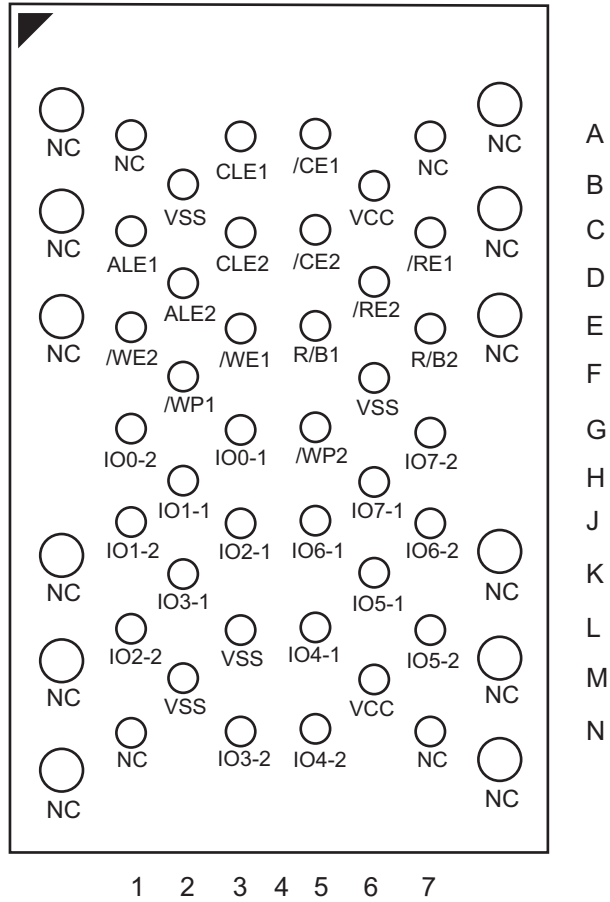 NC NC CLE1 /CE1 NC NC A
VSS VCC B
NC ALE1 CLE2 /CE2 /RE1 NC C
ALE2 /RE2 D
NC /WE2 /WE1 R/B1 R/B2 NC E
/WP1 VSS F
IO0-2 IO0-1 /WP2 IO7-2 G
IO1-1 IO7-1 H
IO1-2 IO2-1 IO6-1 IO6-2 J
NC IO3-1 IO5-1 NC K
IO2-2 VSS IO4-1 IO5-2 L
NC VSS VCC NC M
NC IO3-2 IO4-2 NC N
NC NC
1 2 3 4 5 6 7